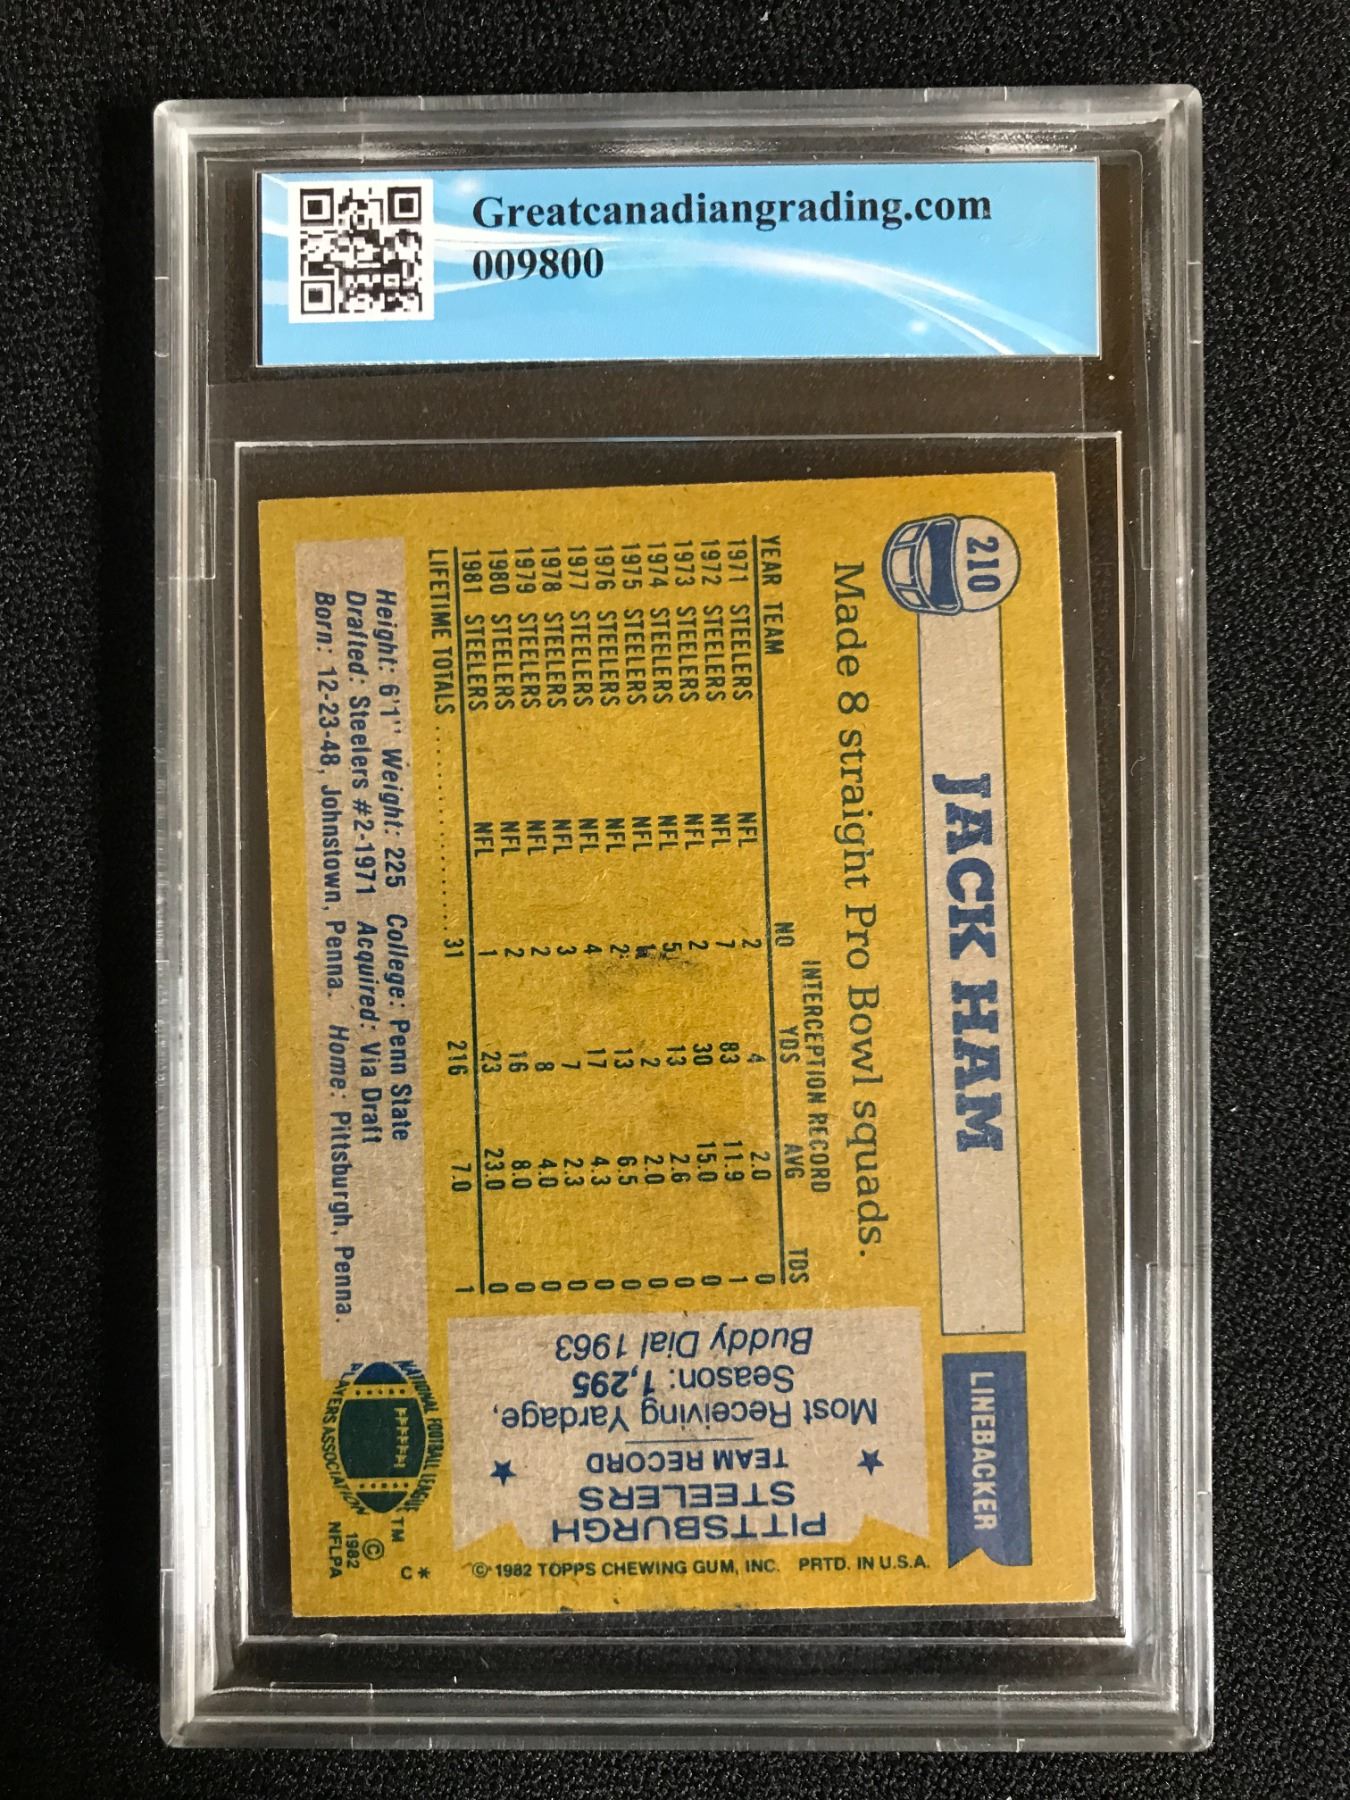 Greatcanadiangrading.com
009800
210
JACK HAM
LINEBACKER
Made 8 straight Pro Bowl squads.
INTERCEPTION RECORD
YEAR TEAM NO YDS AVG TDS
1971 STEELERS NFL 2 4 2.0 0
1972 STEELERS NFL 7 83 11.9 1
1973 STEELERS NFL 2 30 15.0 0
1974 STEELERS NFL 5 13 2.6 0
1975 STEELERS NFL 1 2 2.0 0
1976 STEELERS NFL 2 13 6.5 0
1977 STEELERS NFL 4 17 4.3 0
1978 STEELERS NFL 3 7 2.3 0
1979 STEELERS NFL 2 8 4.0 0
1980 STEELERS NFL 2 16 8.0 0
1981 STEELERS NFL 1 23 23.0 0
LIFETIME TOTALS 31 216 7.0 1
Height: 6'1" Weight: 225 College: Penn State
Drafted: Steelers #2-1971 Acquired: Via Draft
Born: 12-23-48, Johnstown, Penna. Home: Pittsburgh, Penna.
PITTSBURGH
STEELERS
TEAM RECORD
Most Receiving Yardage,
Season: 1,295
Buddy Dial 1963
NATIONAL FOOTBALL LEAGUE
PLAYERS ASSOCIATION
TM
© 1982
NFLPA
C*
© 1982 TOPPS CHEWING GUM, INC. PRTD. IN U.S.A.